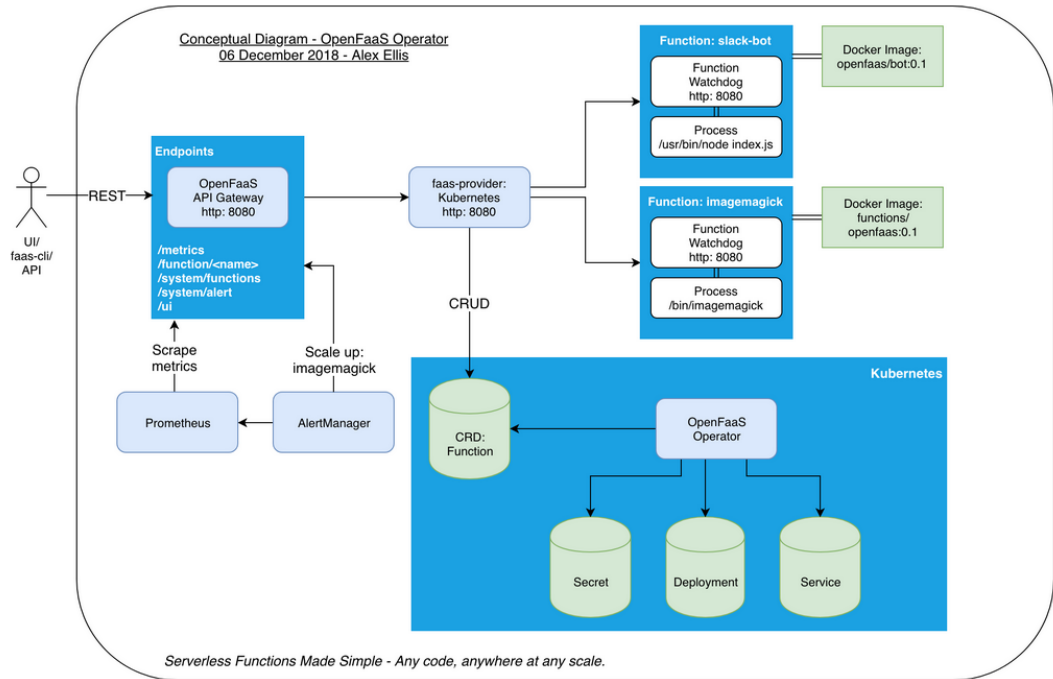 Conceptual Diagram - OpenFaaS Operator
06 December 2018 - Alex Ellis
UI/
faas-cli/
API
REST
Endpoints
OpenFaaS
API Gateway
http: 8080
/metrics
/function/<name>
/system/functions
/system/alert
/ui
faas-provider:
Kubernetes
http: 8080
Function: slack-bot
Function
Watchdog
http: 8080
Process
/usr/bin/node index.js
Docker Image:
openfaas/bot:0.1
Function: imagemagick
Function
Watchdog
http: 8080
Process
/bin/imagemagick
Docker Image:
functions/
openfaas:0.1
CRUD
Scrape
metrics
Scale up:
imagemagick
Prometheus
AlertManager
Kubernetes
CRD:
Function
OpenFaaS
Operator
Secret
Deployment
Service
Serverless Functions Made Simple - Any code, anywhere at any scale.